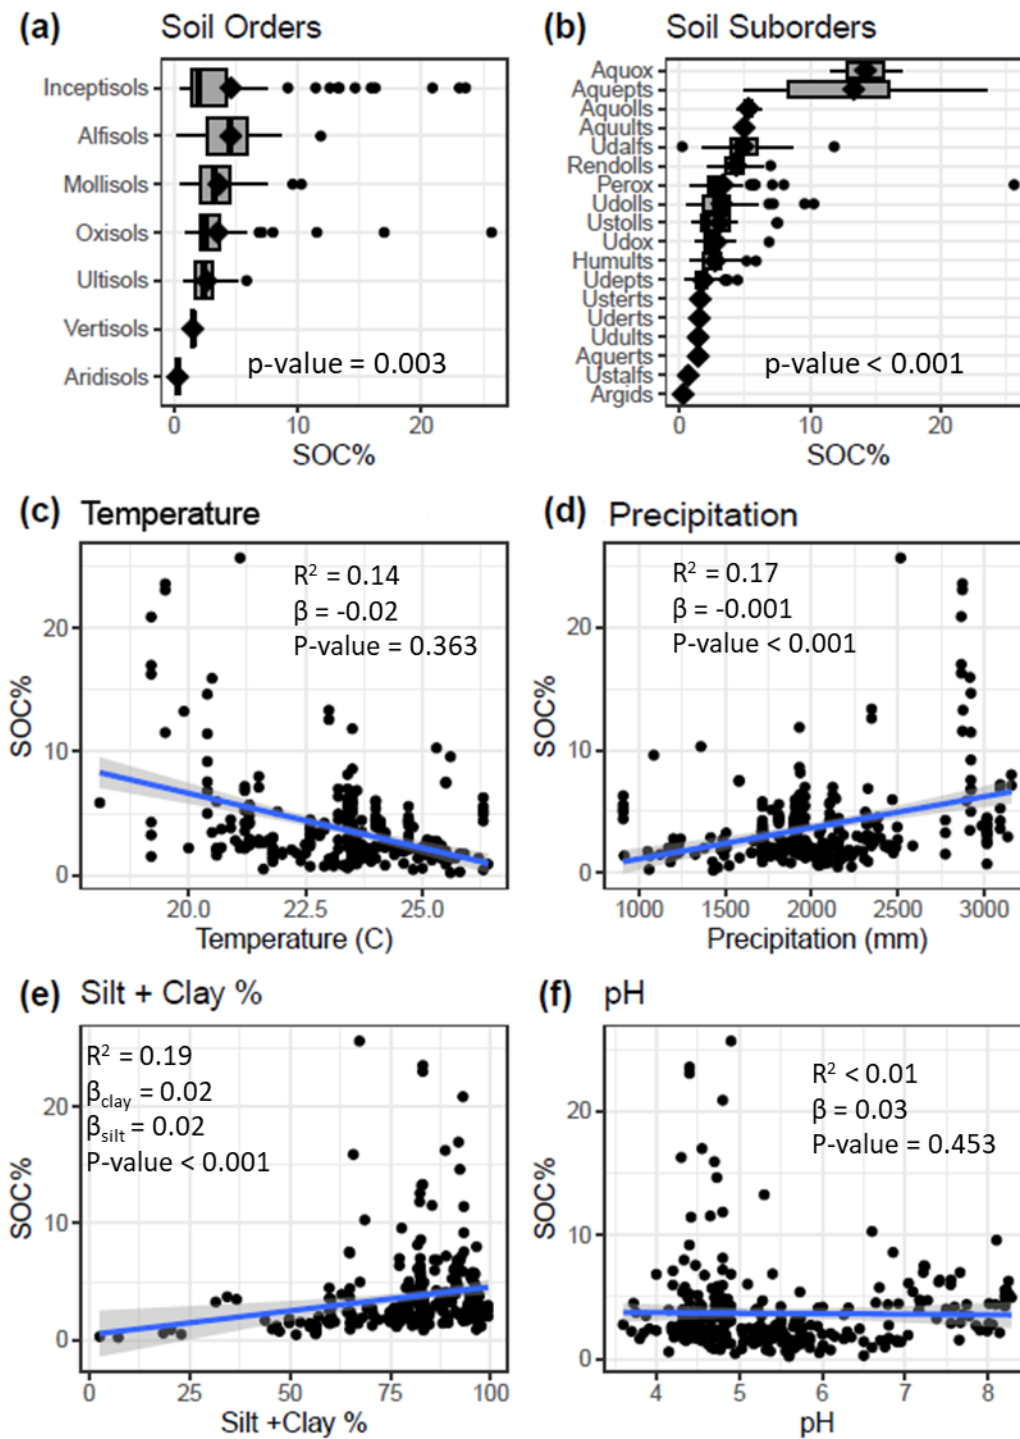 (a) Soil Orders
Inceptisols
Alfisols
Mollisols
Oxisols
Ultisols
Vertisols
Aridisols
p-value = 0.003
0 10 20
SOC%
(b) Soil Suborders
Aquox
Aquepts
Aquolls
Aquults
Udalfs
Rendolls
Perox
Udolls
Ustolls
Udox
Humults
Udepts
Usterts
Uderts
Udults
Aquerts
Ustalfs
Argids
p-value < 0.001
0 10 20
SOC%
(c) Temperature
R² = 0.14
β = -0.02
P-value = 0.363
SOC%
20
10
0
20.0 22.5 25.0
Temperature (C)
(d) Precipitation
R² = 0.17
β = -0.001
P-value < 0.001
SOC%
20
10
0
1000 1500 2000 2500 3000
Precipitation (mm)
(e) Silt + Clay %
R² = 0.19
βclay = 0.02
βsilt = 0.02
P-value < 0.001
SOC%
20
10
0
0 25 50 75 100
Silt +Clay %
(f) pH
R² < 0.01
β = 0.03
P-value = 0.453
SOC%
20
10
0
4 5 6 7 8
pH